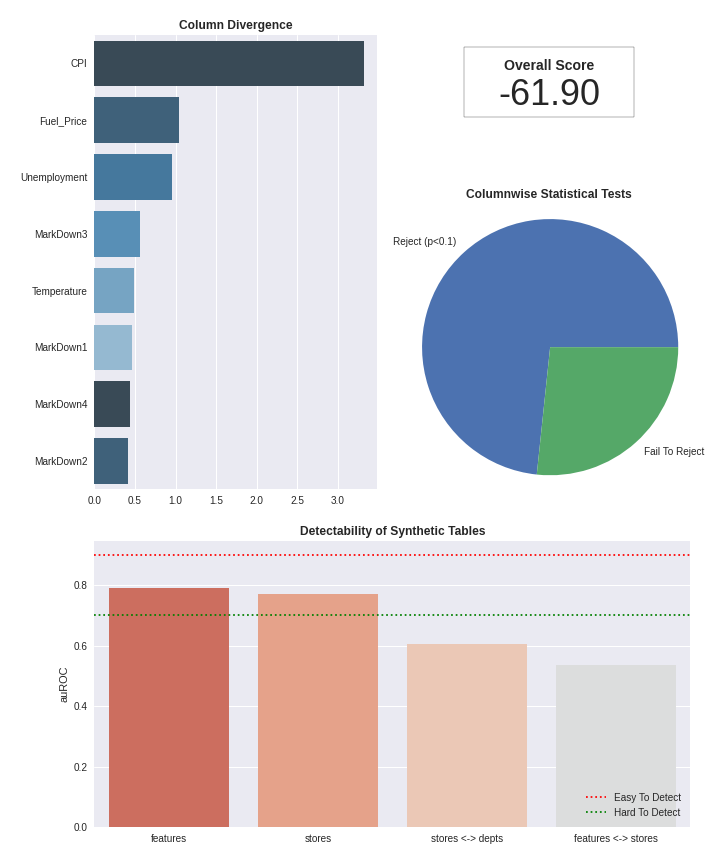 Column Divergence
CPI
Fuel_Price
Unemployment
MarkDown3
Temperature
MarkDown1
MarkDown4
MarkDown2
0.0 0.5 1.0 1.5 2.0 2.5 3.0
Overall Score
-61.90
Columnwise Statistical Tests
Reject (p<0.1)
Fail To Reject
Detectability of Synthetic Tables
auROC
0.8
0.6
0.4
0.2
0.0
features stores stores <-> depts features <-> stores
Easy To Detect
Hard To Detect